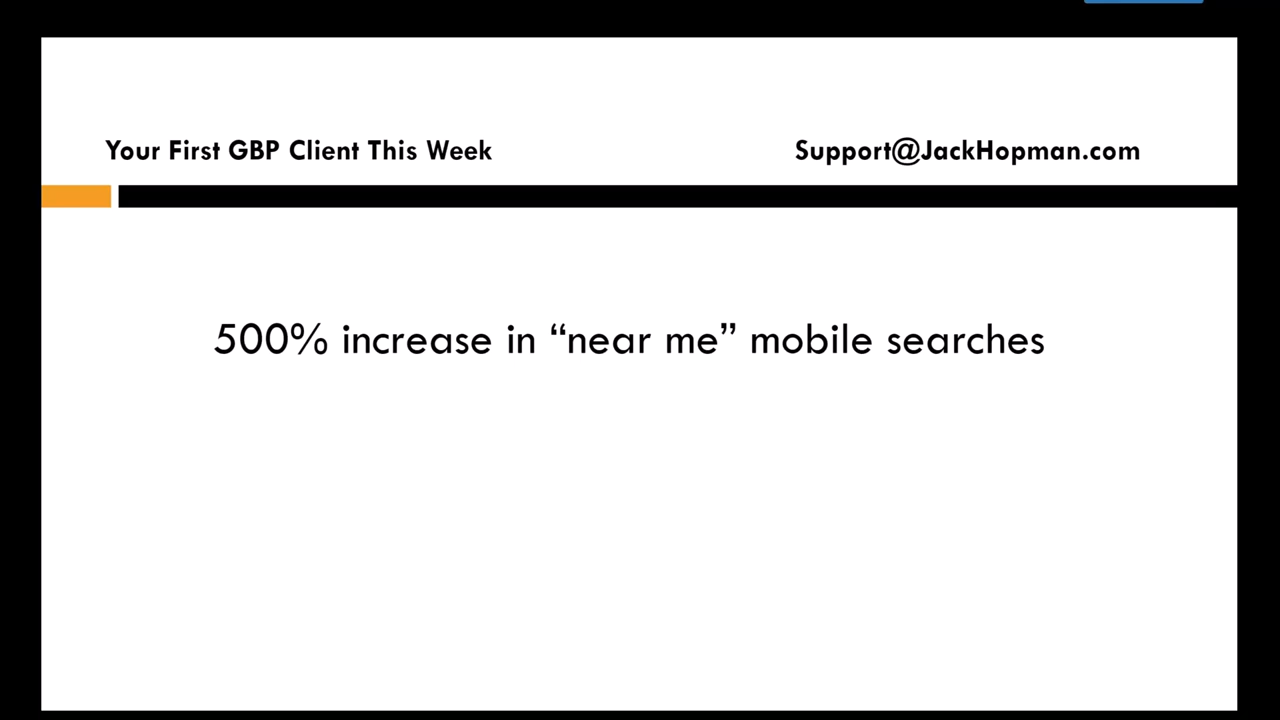 Your First GBP Client This Week
Support@JackHopman.com
500% increase in “near me” mobile searches